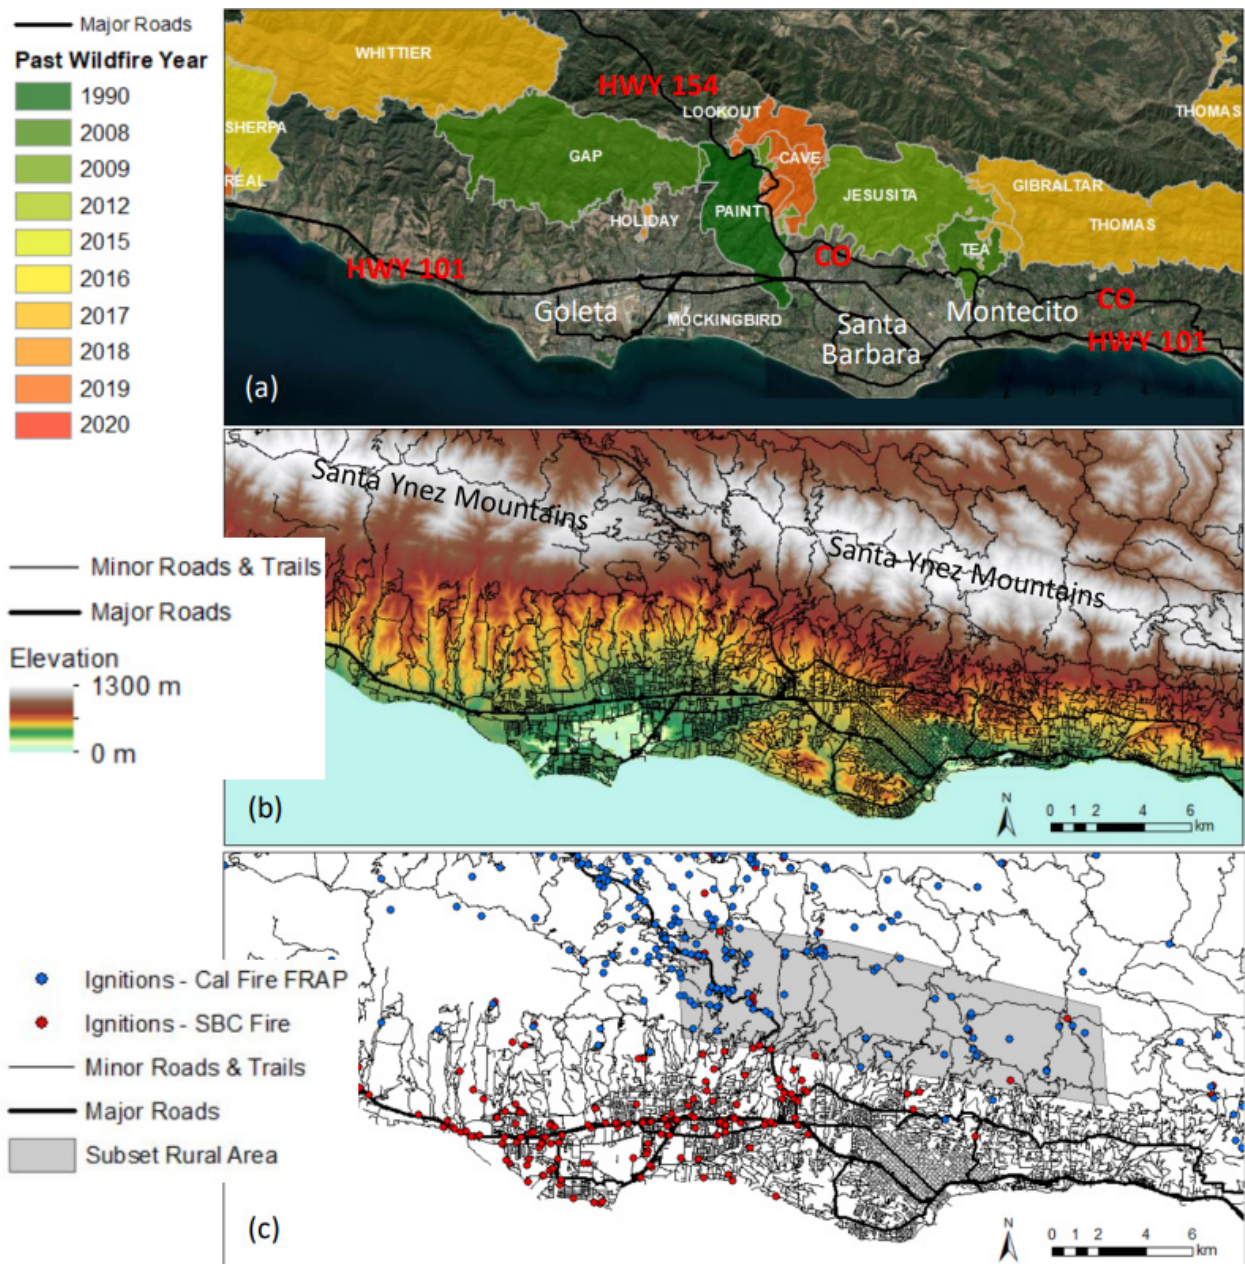 Major Roads
Past Wildfire Year
1990
2008
2009
2012
2015
2016
2017
2018
2019
2020
WHITTIER
HWY 154
LOOKOUT
THOMAS
SHERPA
GAP
CAVE
REAL
JESUSITA
GIBRALTAR
HOLIDAY
PAINT
THOMAS
TEA
HWY 101
CO
CO
Goleta
MOCKINGBIRD
Santa
Barbara
Montecito
HWY 101
(a)
Santa Ynez Mountains
Santa Ynez Mountains
Minor Roads & Trails
Major Roads
Elevation
1300 m
0 m
(b)
N
0 1 2 4 6
km
Ignitions - Cal Fire FRAP
Ignitions - SBC Fire
Minor Roads & Trails
Major Roads
Subset Rural Area
(c)
N
0 1 2 4 6
km